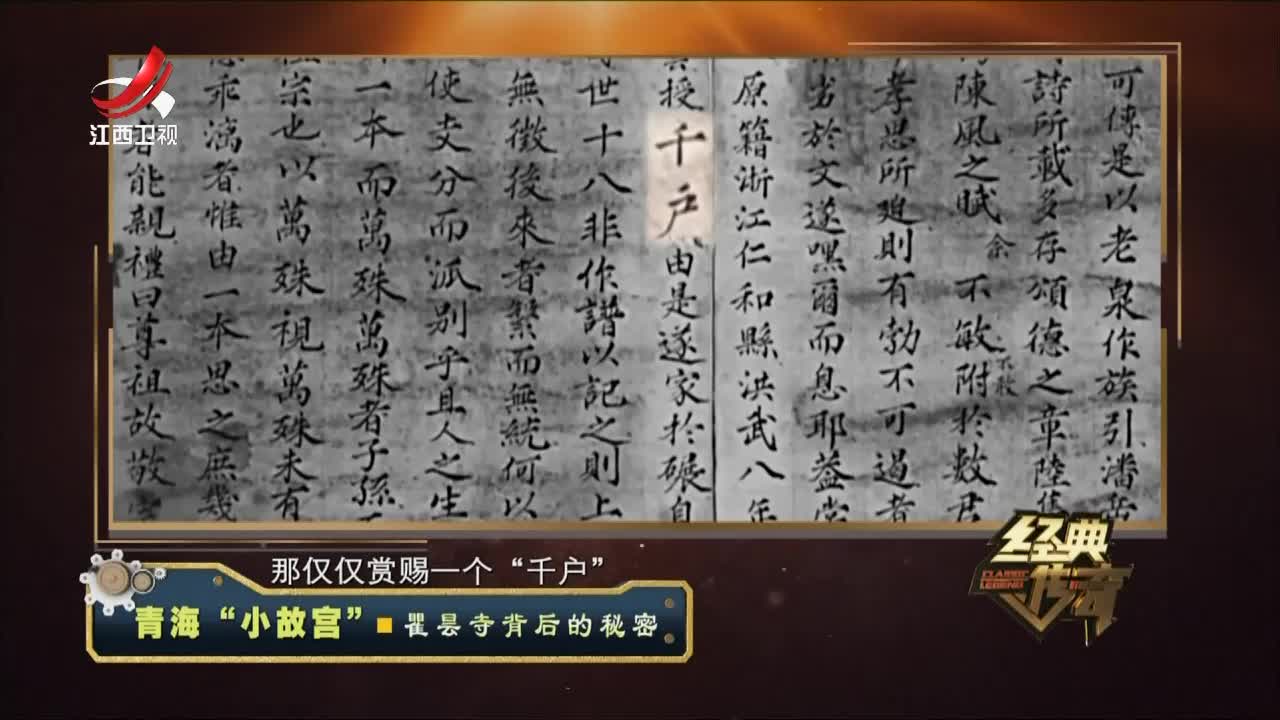 江西卫视
可傳是以老泉作族引潘岳
詩所載多存頌德之章陸
陳風之賦余不敏附於数君
不敢
孝思所廹則有勃不可過者
於文遂嘿爾而息耶蓋
原籍浙江仁和縣洪武八年
授千户由是遂家於碾自
世十八非作譜以記之則上
無徵後來者繁而無統何以
使支分而派别乎且人之生
一本而萬殊萬殊者子孫
宗也以萬殊視萬殊未有
乖漓者惟由一本思之庶幾
者能親禮曰尊祖故敬
经典传奇
CLASSIC LEGEND
那仅仅赏赐一个“千户”
青海“小故宫”■瞿昙寺背后的秘密